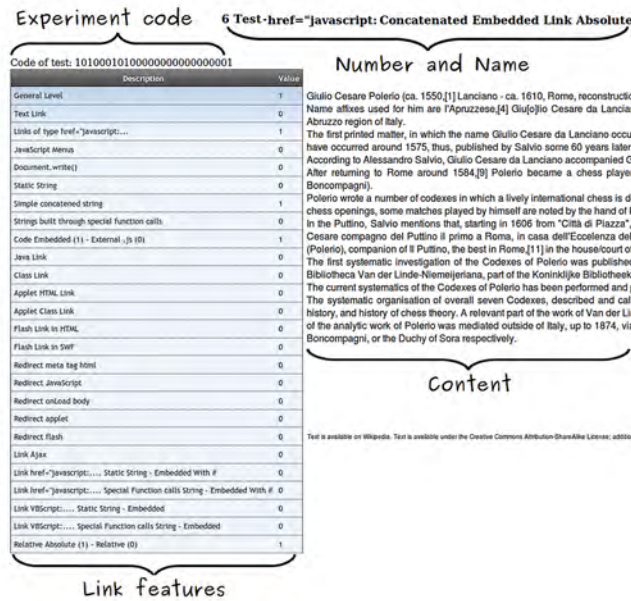 Experiment code
6 Test-href="javascript: Concatenated Embedded Link Absolute
Number and Name
Code of test: 10100010100000000000000001
Description Value
General Level 1
Text Link 0
Links of type href="javascript:... 1
JavaScript Menus 0
Document.write() 0
Static String 0
Simple concatened string 1
Strings built through special function calls 0
Code Embedded (1) - External .js (0) 1
Java Link 0
Class Link 0
Applet HTML Link 0
Applet Class Link 0
Flash Link in HTML 0
Flash Link in SWF 0
Redirect meta tag html 0
Redirect JavaScript 0
Redirect onLoad body 0
Redirect applet 0
Redirect flash 0
Link Ajax 0
Link href="javascript:..., Static String - Embedded With #
0
Link href="javascript:.... Special Function calls String - Embedded With # 0
Link VBScript:.... Static String - Embedded 0
Link VBScript:.... Special Function calls String - Embedded 0
Relative Absolute (1) - Relative (0) 1
Link features
Giulio Cesare Polerio (ca. 1550,[1] Lanciano - ca. 1610, Rome, reconstructio
Name affixes used for him are l'Apruzzese,[4] Giu[o]lio Cesare da Lancian
Abruzzo region of Italy.
The first printed matter, in which the name Giulio Cesare da Lanciano occu
have occurred around 1575, thus, published by Salvio some 60 years later
According to Alessandro Salvio, Giulio Cesare da Lanciano accompanied G
After returning to Rome around 1584,[9] Polerio became a chess player
Boncompagni).
Polerio wrote a number of codexes in which a lively international chess is d
chess openings, some matches played by himself are noted by the hand of
In the Puttino, Salvio mentions that, starting in 1606 from "Città di Piazza",
Cesare compagno del Puttino il primo a Roma, in casa dell'Eccelenza del
(Polerio), companion of Il Puttino, the best in Rome,[11] in the house/court o
The first systematic investigation of the Codexes of Polerio was publishe
Bibliotheca Van der Linde-Niemeijeriana, part of the Koninklijke Bibliotheek
The current systematics of the Codexes of Polerio has been performed and
The systematic organisation of overall seven Codexes, described and cal
history, and history of chess theory. A relevant part of the work of Van der Li
of the analytic work of Polerio was mediated outside of Italy, up to 1874, via
Boncompagni, or the Duchy of Sora respectively.
Content
Text is available on Wikipedia. Text is available under the Creative Commons Attribution-ShareAlike License; additio